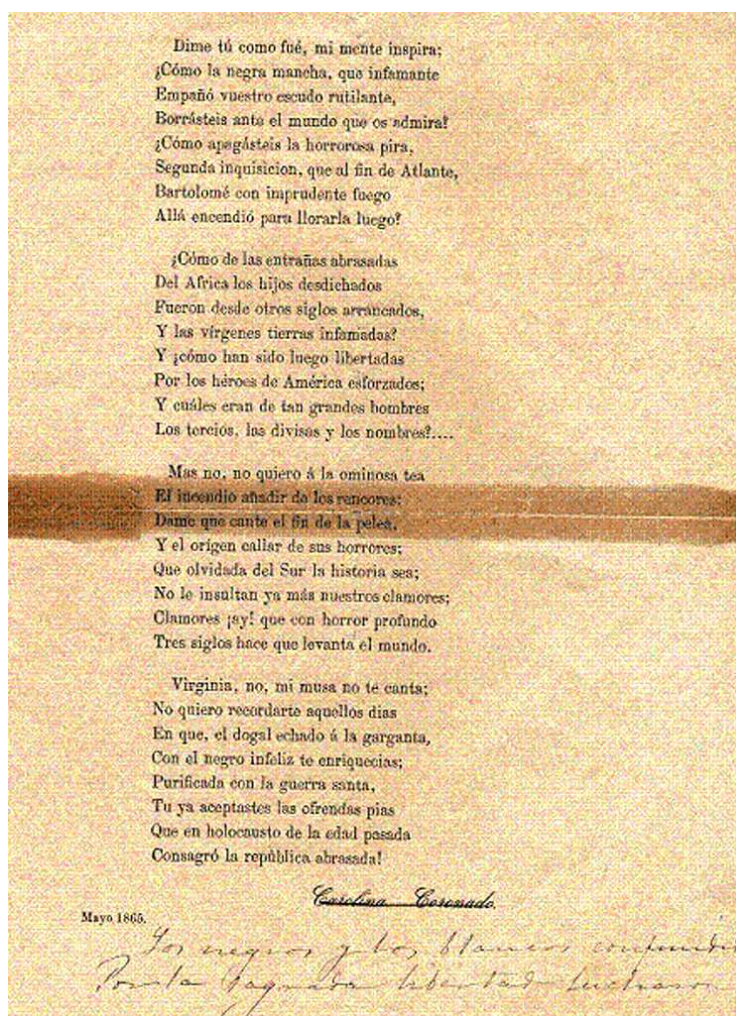 Dime tú como fué, mi mente inspira;
¿Cómo la negra mancha, que infamante
Empañó vuestro escudo rutilante,
Borrásteis ante el mundo que os admira?
¿Cómo apagásteis la horrorosa pira,
Segunda inquisicion, que al fin de Atlante,
Bartolomé con imprudente fuego
Allá encendió para llorarla luego?
¿Cómo de las entrañas abrasadas
Del Africa los hijos desdichados
Fueron desde otros siglos arrancados,
Y las vírgenes tierras infamadas?
Y ¡cómo han sido luego libertadas
Por los héroes de América esforzados;
Y cuáles eran de tan grandes hombres
Los tercios, las divisas y los nombres?....
Mas no, no quiero á la ominosa tea
El incendio añadir de los rencores;
Dame que cante el fin de la pelea,
Y el orígen callar de sus horrores;
Que olvidada del Sur la historia sea;
No le insultan ya más nuestros clamores;
Clamores ¡ay! que con horror profundo
Tres siglos hace que levanta el mundo.
Virginia, no, mi musa no te canta;
No quiero recordarte aquellos dias
En que, el dogal echado á la garganta,
Con el negro infeliz te enriquecias;
Purificada con la guerra santa,
Tu ya aceptastes las ofrendas pias
Que en holocausto de la edad pasada
Consagró la república abrasada!
Carolina Coronado.
Mayo 1865.
Los negros y los blancos
Por la sagrada libertad lucharon